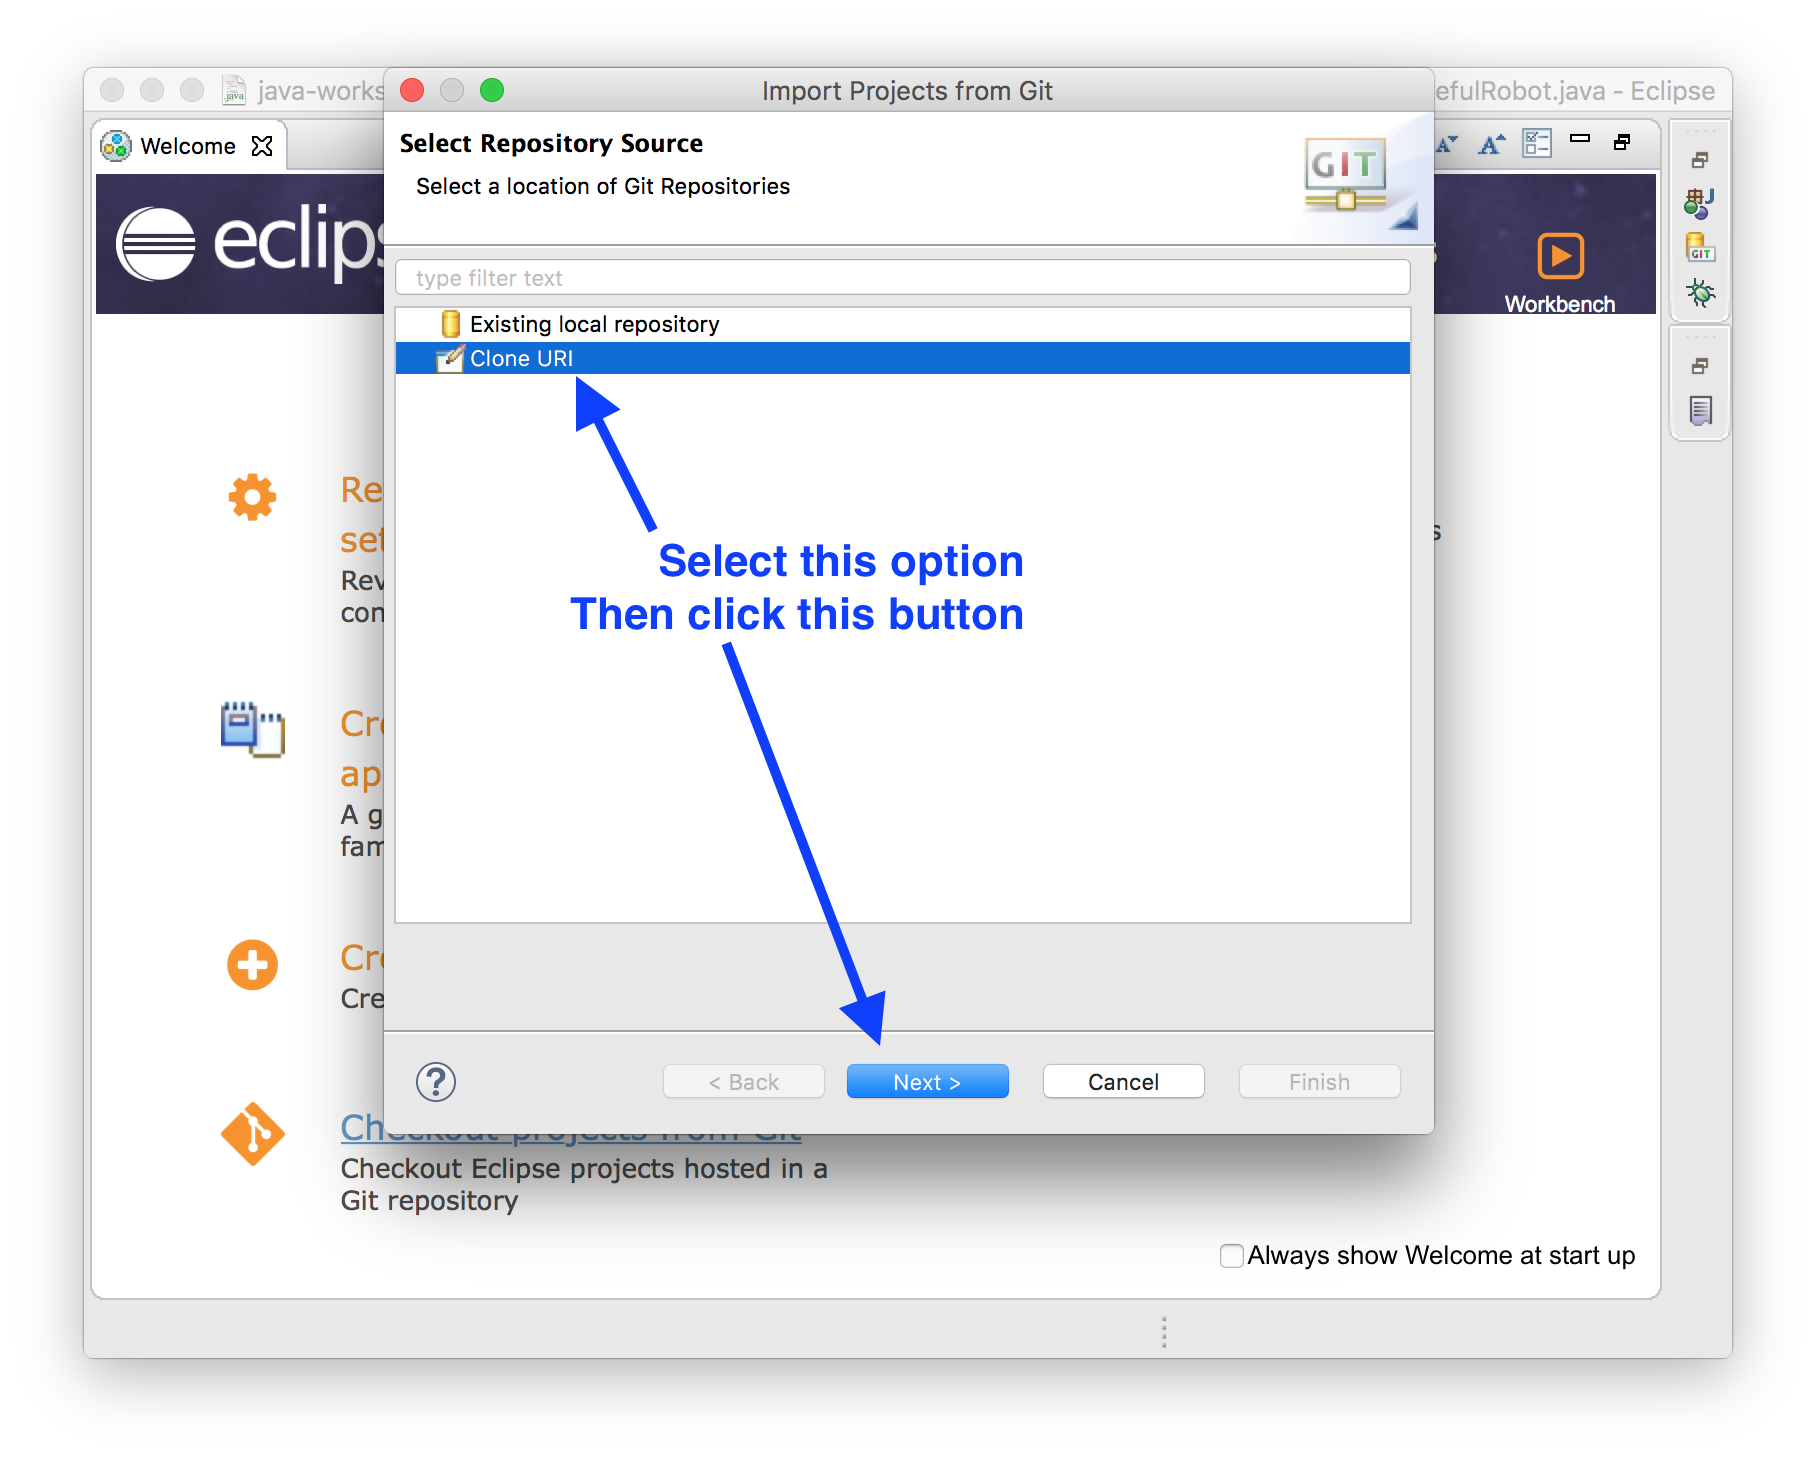 java-works
Import Projects from Git
efulRobot.java - Eclipse
Welcome
Select Repository Source
Select a location of Git Repositories
GIT
eclips
type filter text
Workbench
Existing local repository
Clone URI
Select this option
Then click this button
Re
set
Rev
con
Cre
ap
A g
fam
Cre
Cre
?
< Back
Next >
Cancel
Finish
Checkout projects from Git
Checkout Eclipse projects hosted in a
Git repository
Always show Welcome at start up